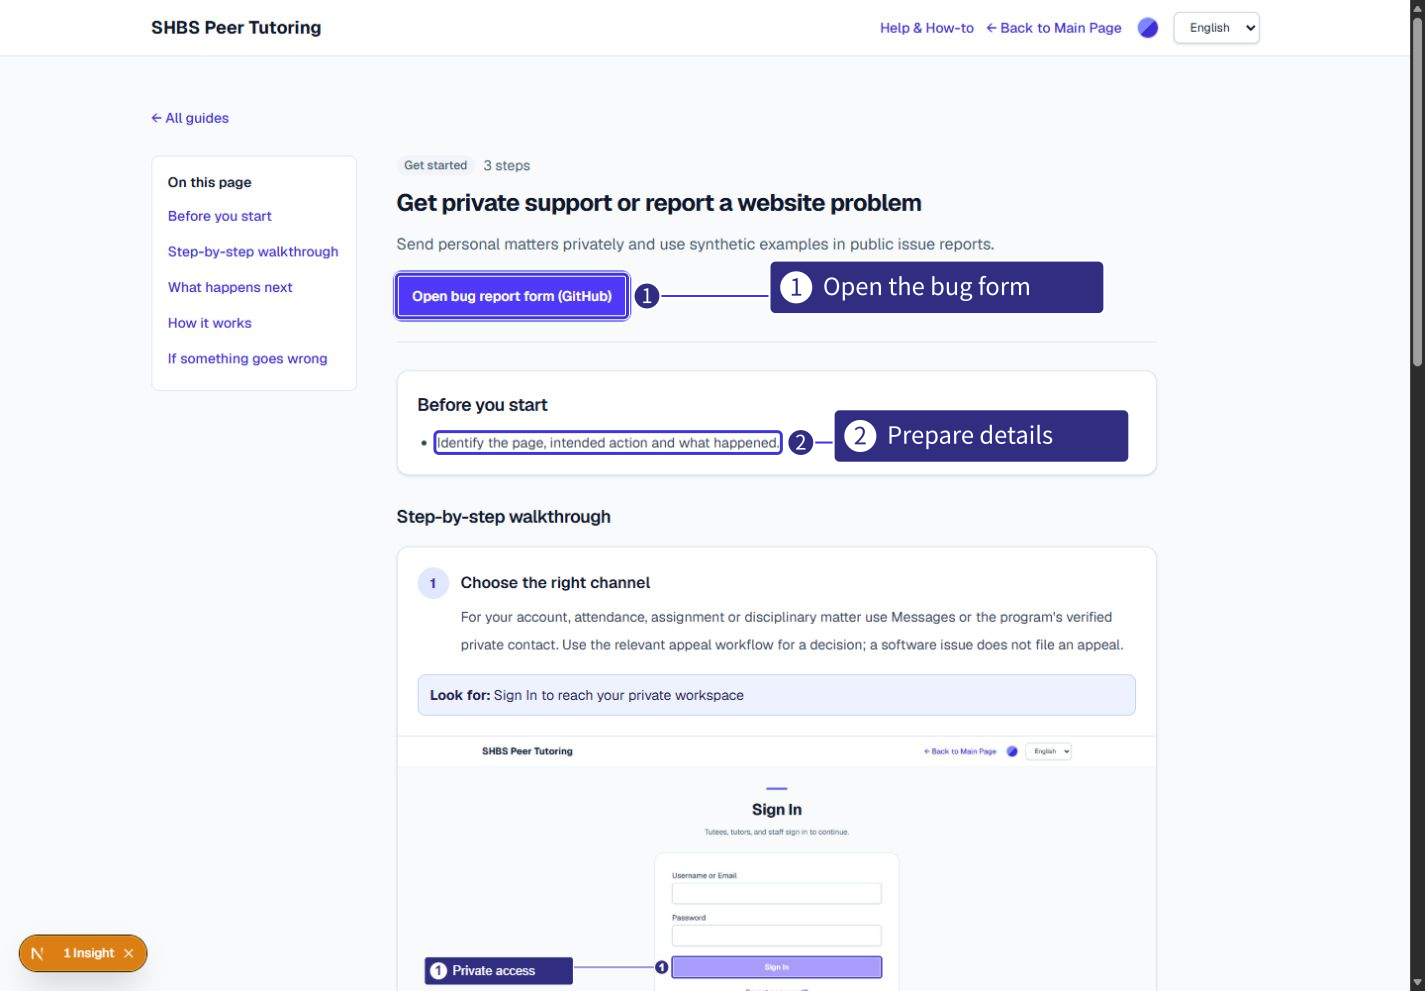 SHBS Peer Tutoring
Help & How-to ← Back to Main Page English
← All guides
On this page
Before you start
Step-by-step walkthrough
What happens next
How it works
If something goes wrong
Get started 3 steps
Get private support or report a website problem
Send personal matters privately and use synthetic examples in public issue reports.
Open bug report form (GitHub) 1 1 Open the bug form
Before you start
• Identify the page, intended action and what happened. 2 2 Prepare details
Step-by-step walkthrough
1 Choose the right channel
For your account, attendance, assignment or disciplinary matter use Messages or the program's verified
private contact. Use the relevant appeal workflow for a decision; a software issue does not file an appeal.
Look for: Sign In to reach your private workspace
SHBS Peer Tutoring ← Back to Main Page English
Sign In
Tutees, tutors, and staff sign in to continue.
Username or Email
Password
1 Private access 1 Sign In
N 1 Insight ×